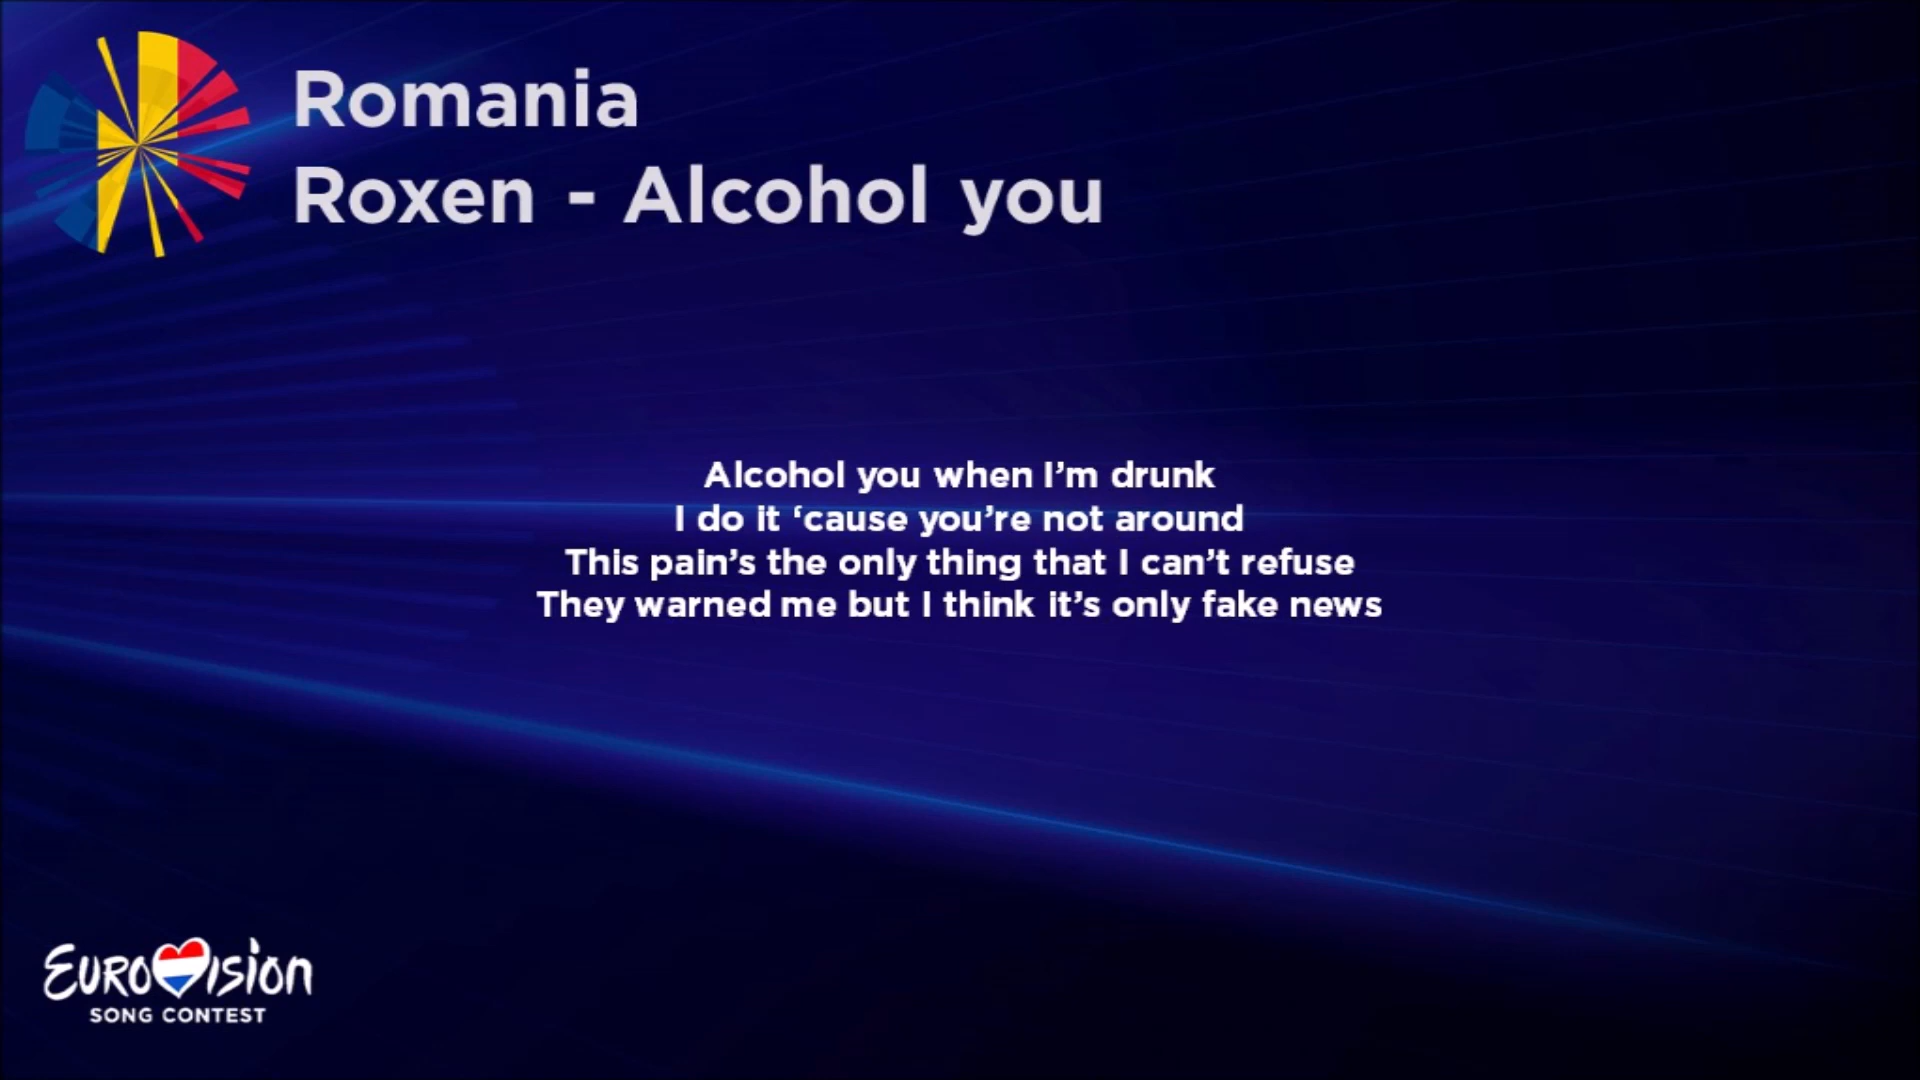 Romania
Roxen - Alcohol you
Alcohol you when I’m drunk
I do it ‘cause you’re not around
This pain’s the only thing that I can’t refuse
They warned me but I think it’s only fake news
EUROVISION
SONG CONTEST